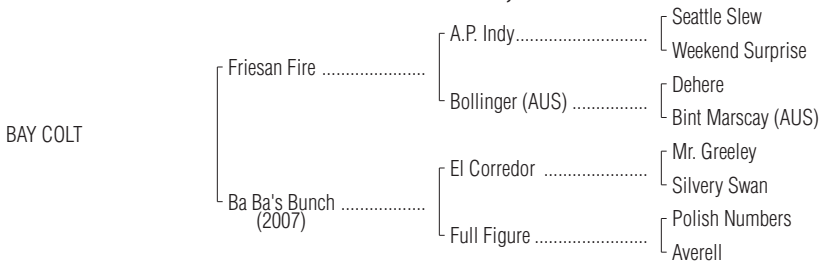 Seattle Slew
A.P. Indy..............................
Weekend Surprise
Friesan Fire ........................
Dehere
Bollinger (AUS) .................
Bint Marscay (AUS)
BAY COLT
Mr. Greeley
El Corredor ........................
Silvery Swan
Ba Ba's Bunch ...................
(2007)
Polish Numbers
Full Figure ..........................
Averell